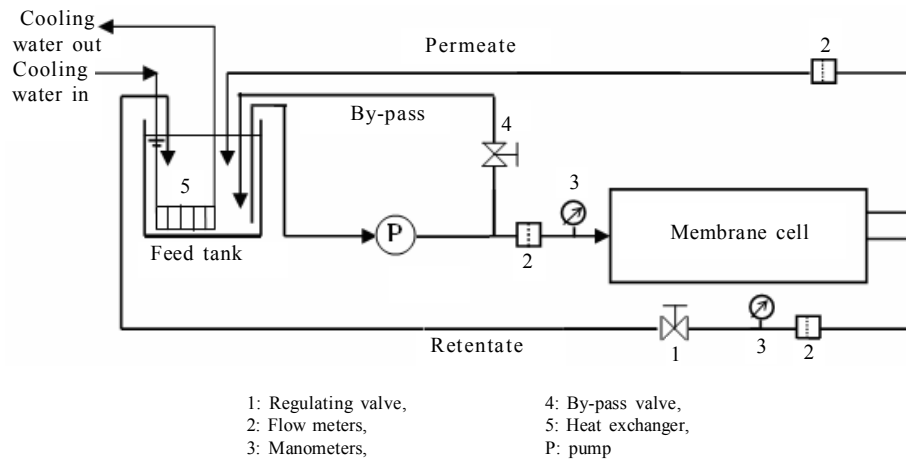 Cooling
water out
Cooling
water in
Permeate
2
By-pass
4
5
3
P
Membrane cell
Feed tank
2
Retentate
1
3
2
1: Regulating valve,
2: Flow meters,
3: Manometers,
4: By-pass valve,
5: Heat exchanger,
P: pump